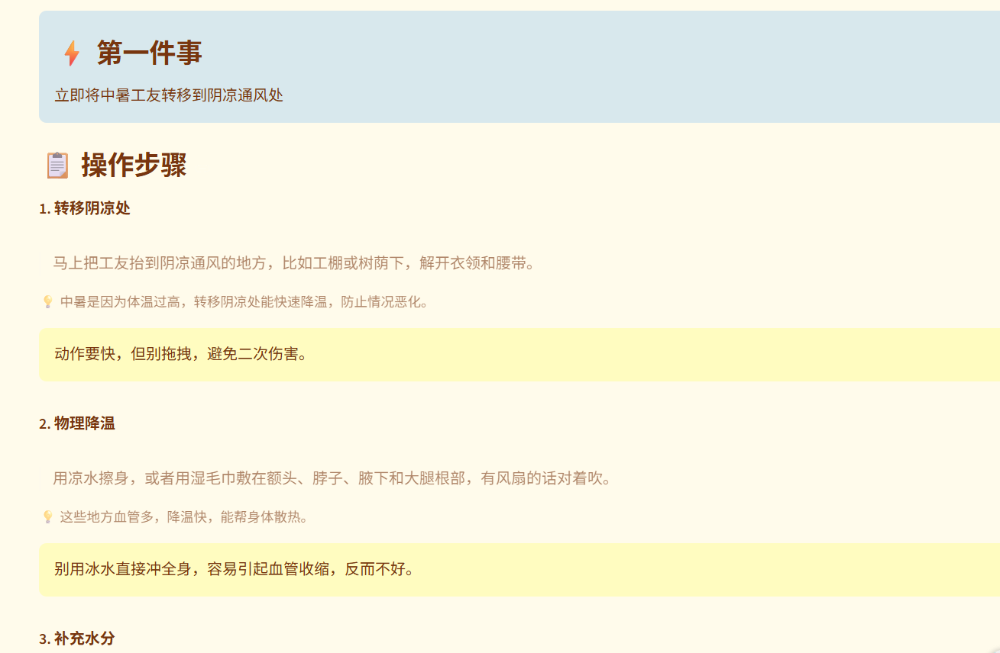 第一件事
立即将中暑工友转移到阴凉通风处
操作步骤
1. 转移阴凉处
马上把工友抬到阴凉通风的地方，比如工棚或树荫下，解开衣领和腰带。
中暑是因为体温过高，转移阴凉处能快速降温，防止情况恶化。
动作要快，但别拖拽，避免二次伤害。
2. 物理降温
用凉水擦身，或者用湿毛巾敷在额头、脖子、腋下和大腿根部，有风扇的话对着吹。
这些地方血管多，降温快，能帮身体散热。
别用冰水直接冲全身，容易引起血管收缩，反而不好。
3. 补充水分